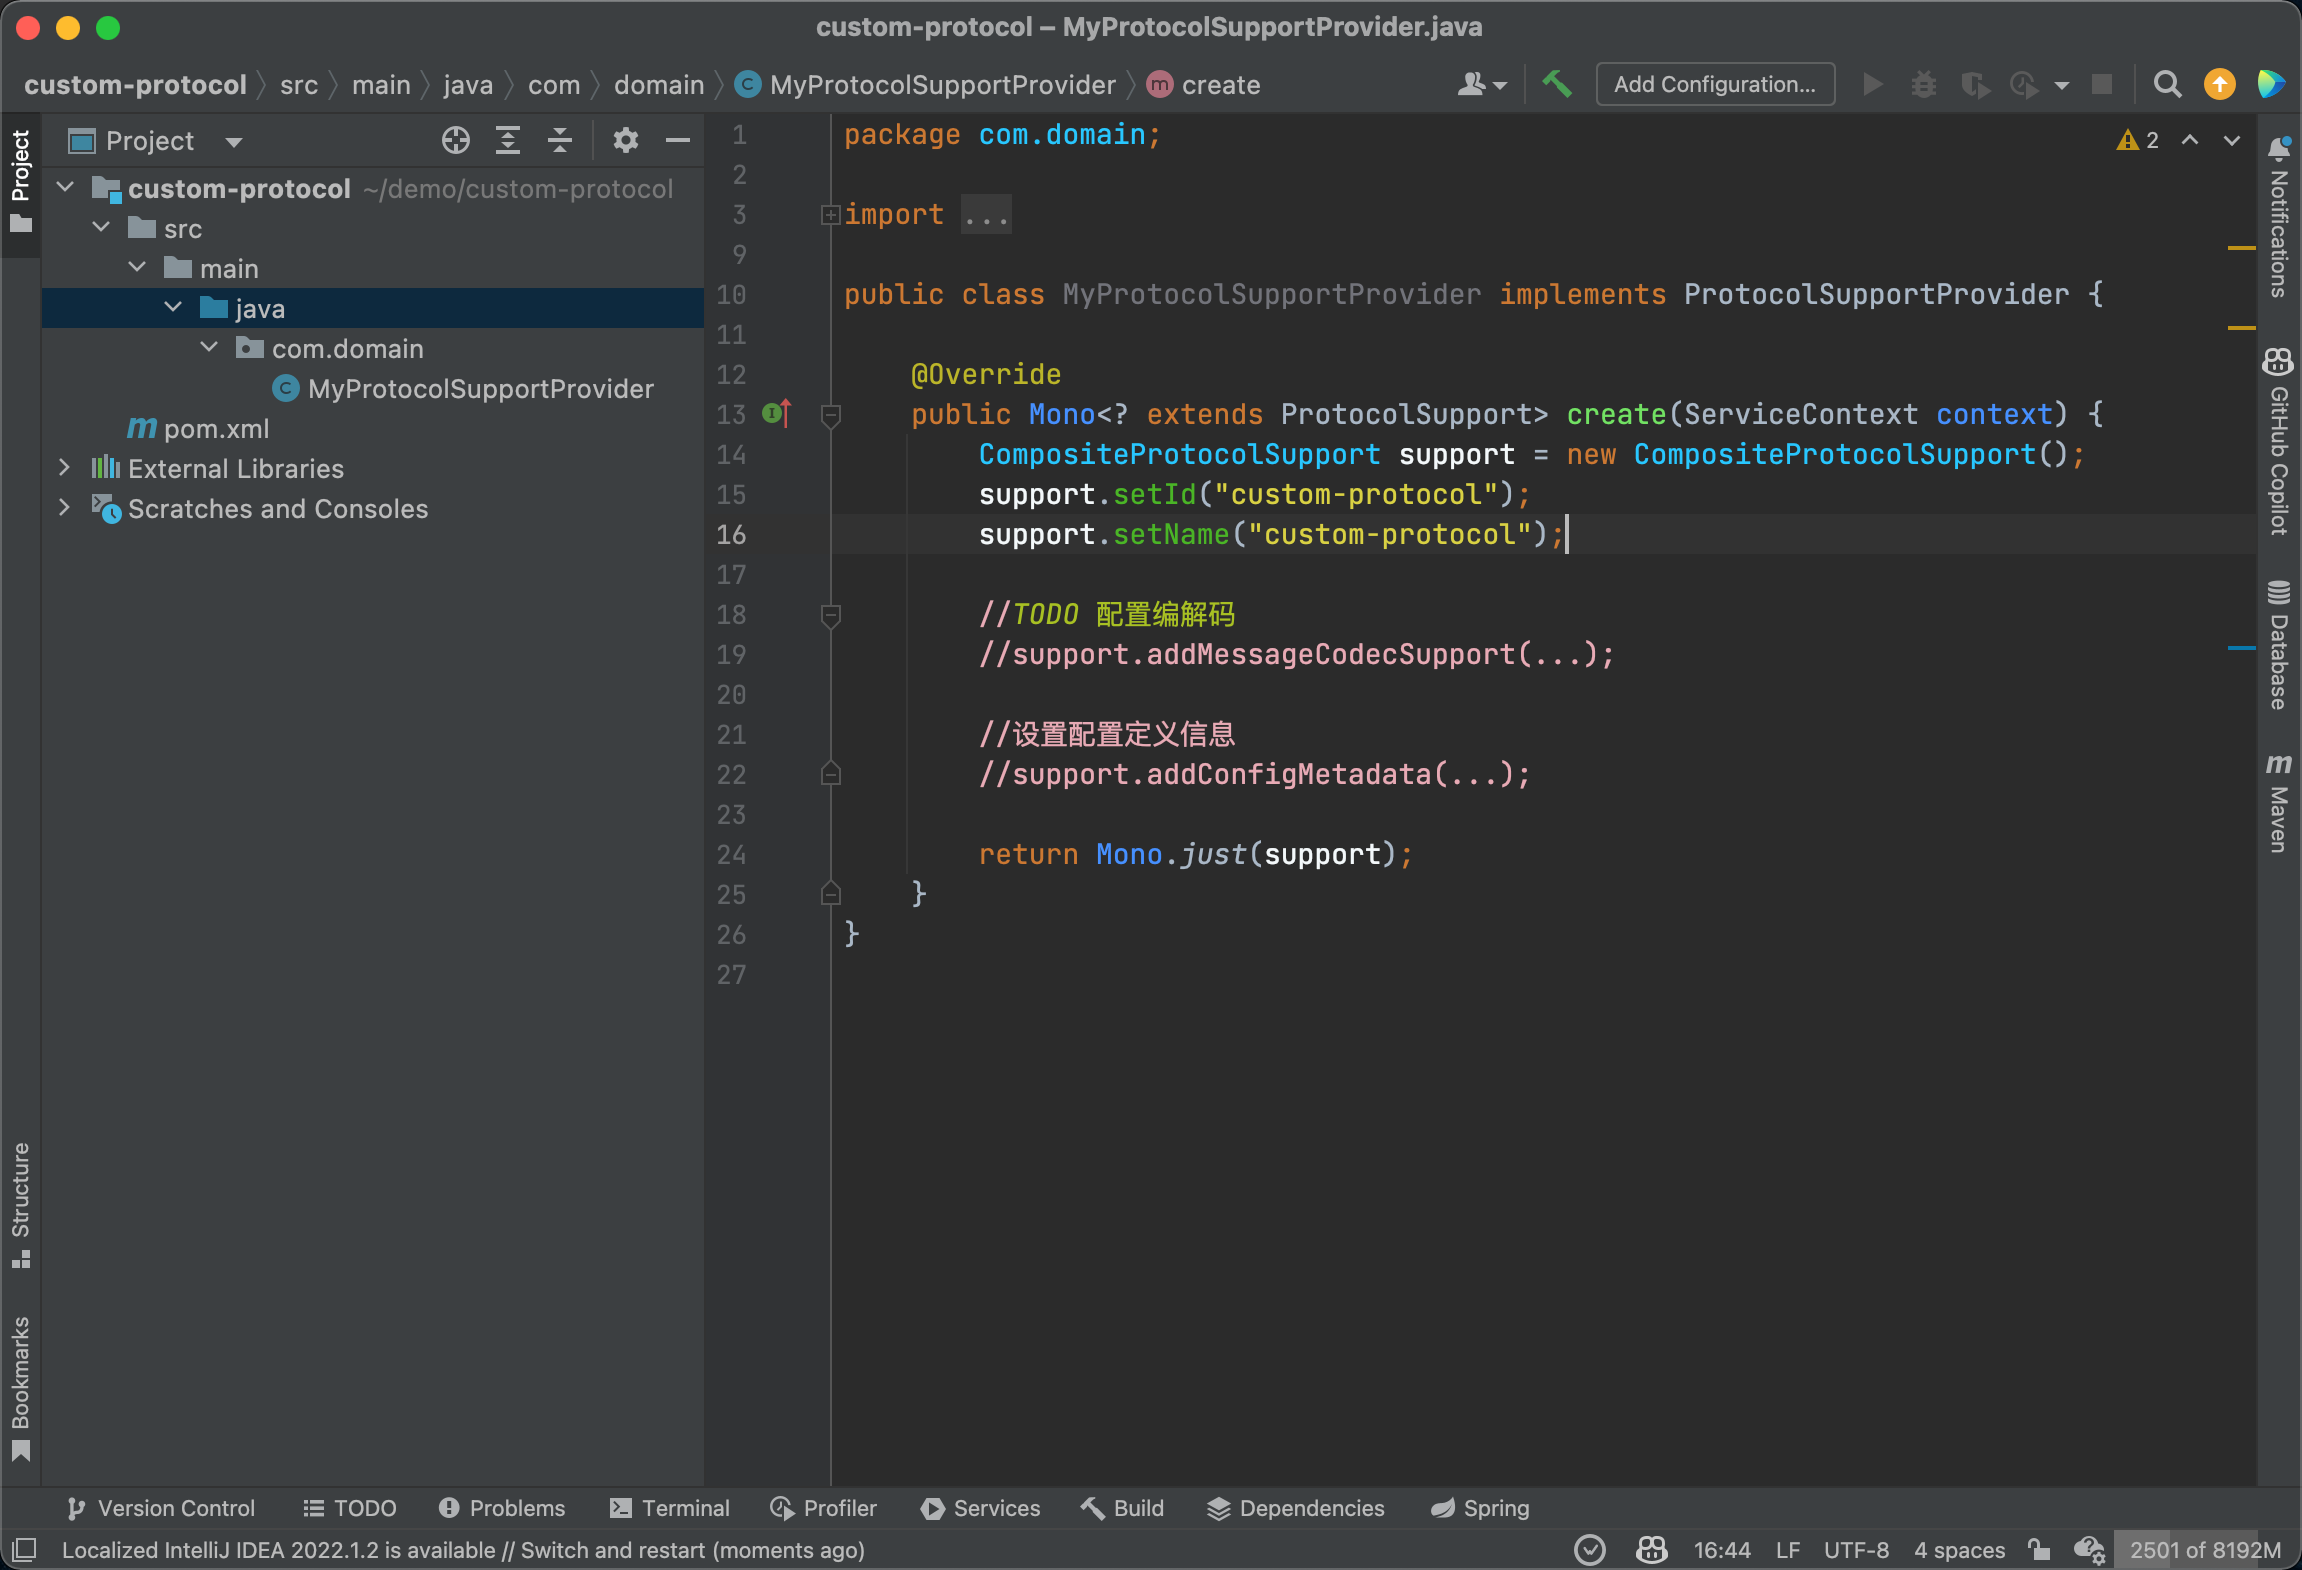 custom-protocol – MyProtocolSupportProvider.java
custom-protocol src main java com domain MyProtocolSupportProvider create
Add Configuration...
Project
Project
custom-protocol ~/demo/custom-protocol
src
main
java
com.domain
MyProtocolSupportProvider
pom.xml
External Libraries
Scratches and Consoles
Structure
Bookmarks
1 package com.domain;
2
3 import ...
9
10 public class MyProtocolSupportProvider implements ProtocolSupportProvider {
11
12 @Override
13 public Mono<? extends ProtocolSupport> create(ServiceContext context) {
14 CompositeProtocolSupport support = new CompositeProtocolSupport();
15 support.setId("custom-protocol");
16 support.setName("custom-protocol");
17
18 //TODO 配置编解码
19 //support.addMessageCodecSupport(...);
20
21 //设置配置定义信息
22 //support.addConfigMetadata(...);
23
24 return Mono.just(support);
25 }
26 }
27
2
Notifications
GitHub Copilot
Database
Maven
Version Control TODO Problems Terminal Profiler Services Build Dependencies Spring
Localized IntelliJ IDEA 2022.1.2 is available // Switch and restart (moments ago)
16:44 LF UTF-8 4 spaces 2501 of 8192M